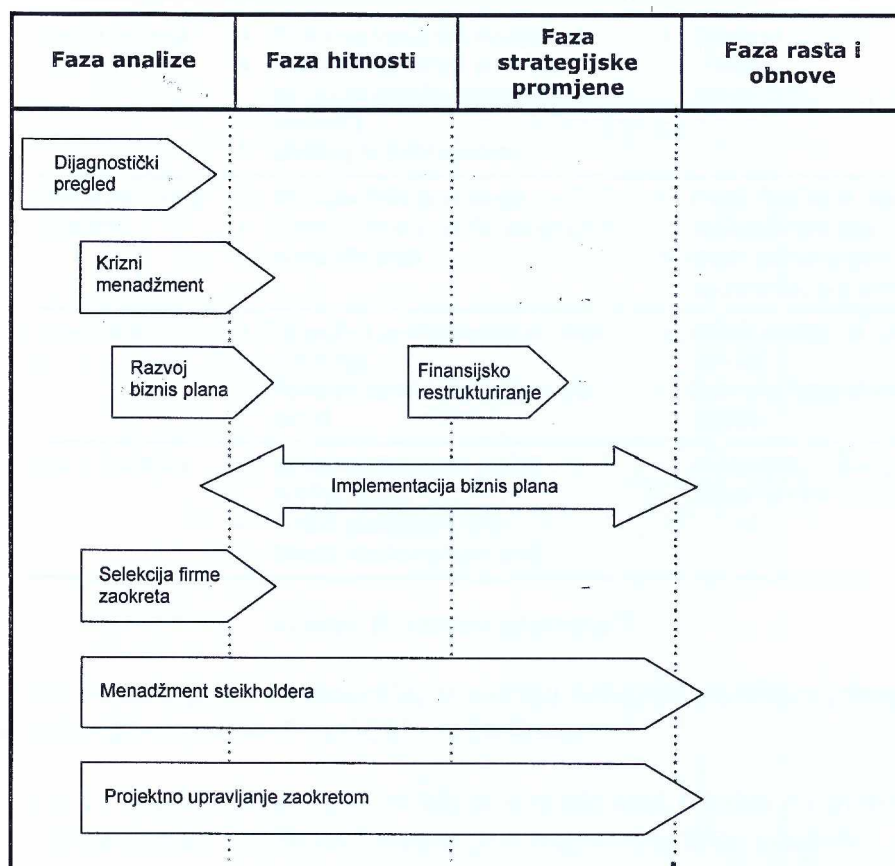 Faza analize
Faza hitnosti
Faza
strategijske
promjene
Faza rasta i
obnove
Dijagnostički
pregled
Krizni
menadžment
Razvoj
biznis plana
Finansijsko
restrukturiranje
Implementacija biznis plana
Selekcija firme
zaokreta
Menadžment steikholdera
Projektno upravljanje zaokretom